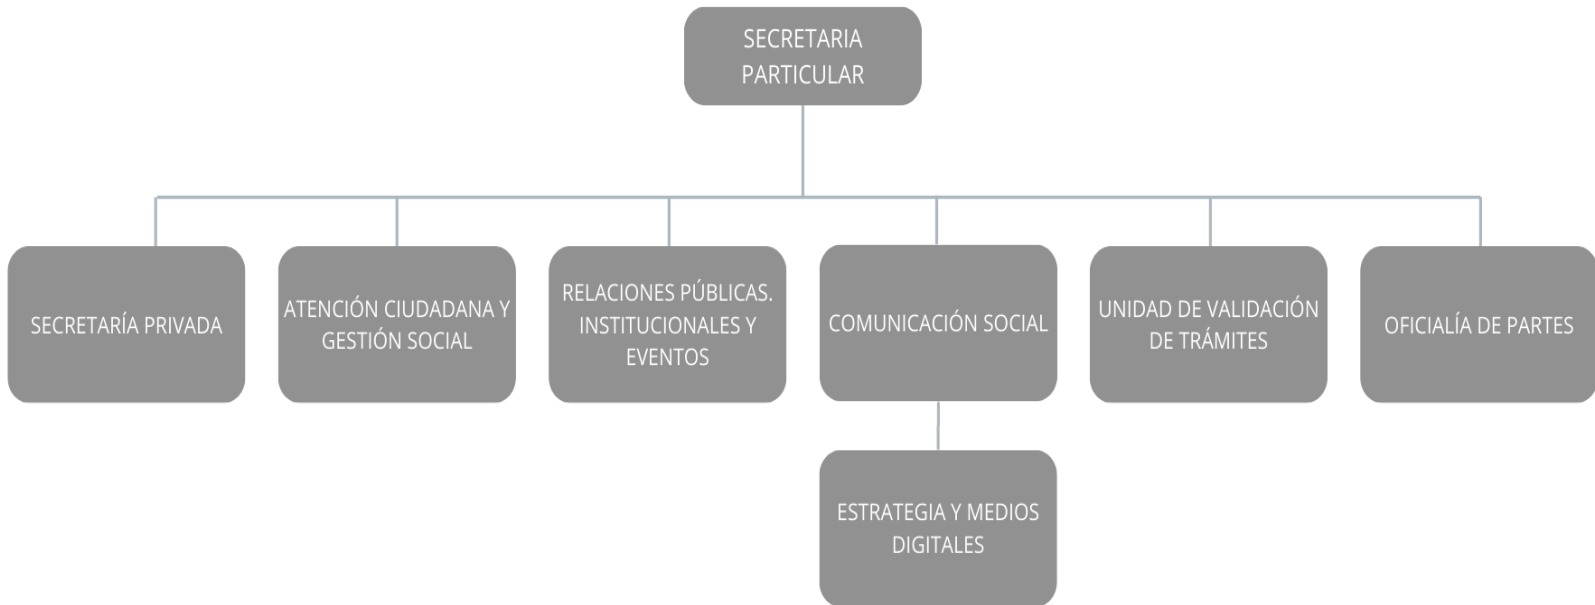 SECRETARIA
PARTICULAR
SECRETARÍA PRIVADA
ATENCIÓN CIUDADANA Y
GESTIÓN SOCIAL
RELACIONES PÚBLICAS.
INSTITUCIONALES Y
EVENTOS
COMUNICACIÓN SOCIAL
UNIDAD DE VALIDACIÓN
DE TRÁMITES
OFICIALÍA DE PARTES
ESTRATEGIA Y MEDIOS
DIGITALES